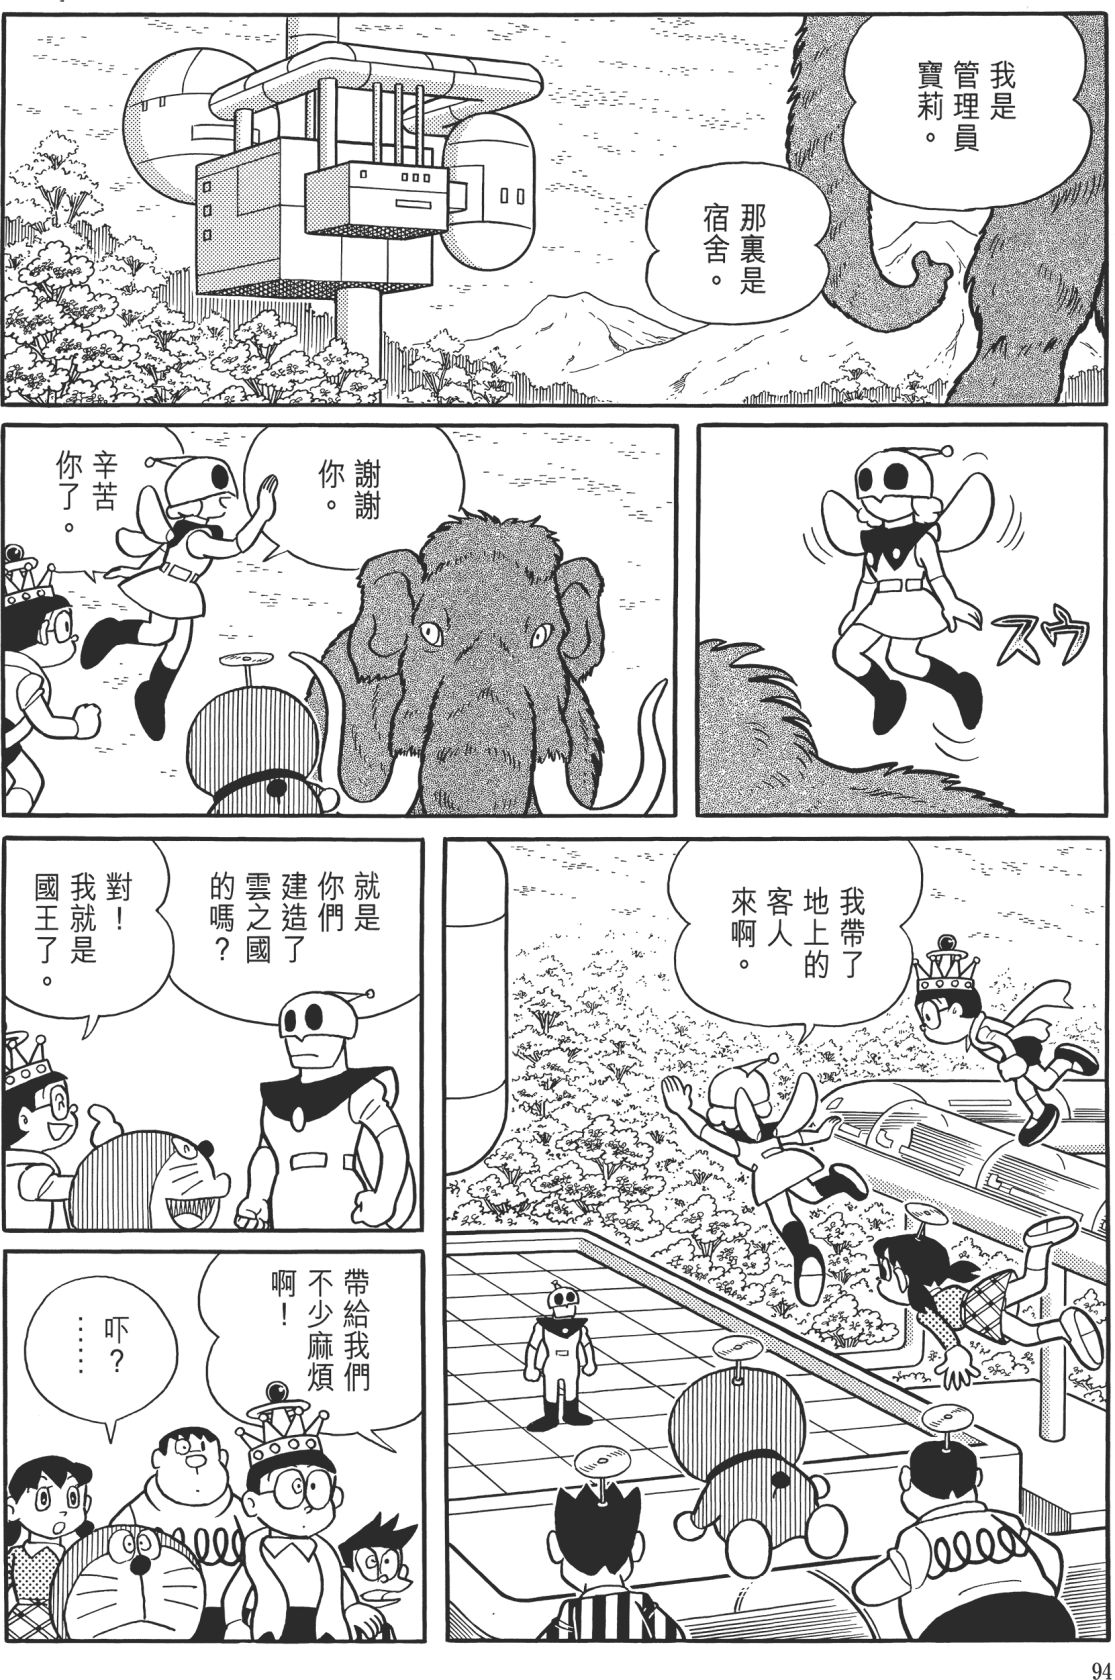 我是
管理員
寶莉。
那裏是
宿舍。
スウ
謝謝
你。
辛苦
你了。
我帶了
地上的
客人
來啊。
就是
你們
建造了
雲之國
的嗎？
對！
我就是
國王了。
帶給我們
不少麻煩
啊！
吓？
……
94